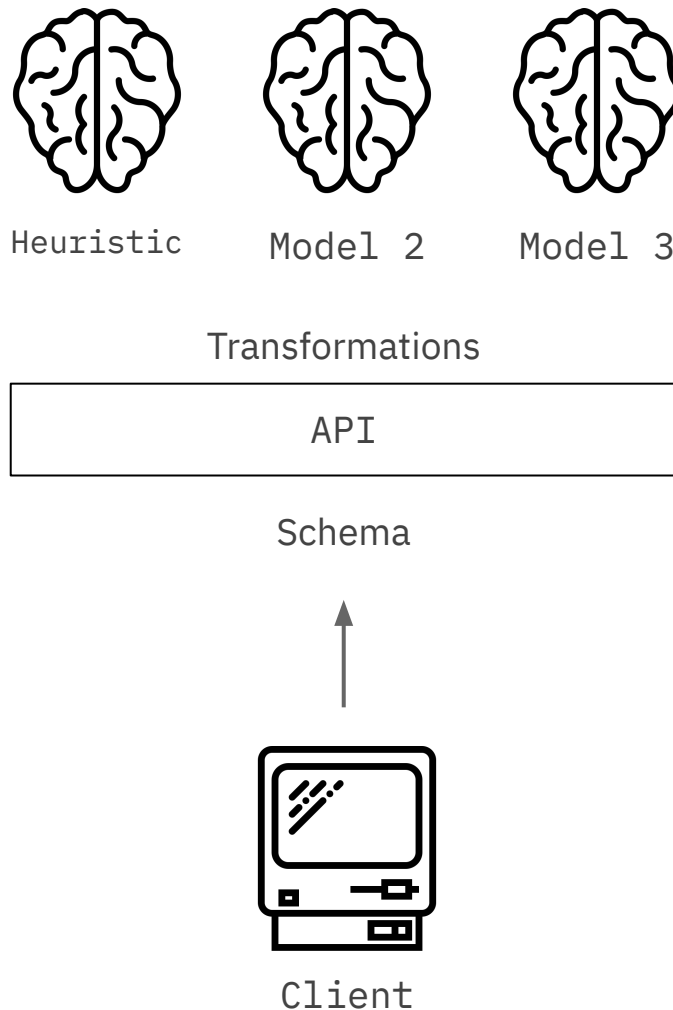 Heuristic Model 2 Model 3
Transformations
API
Schema
Client